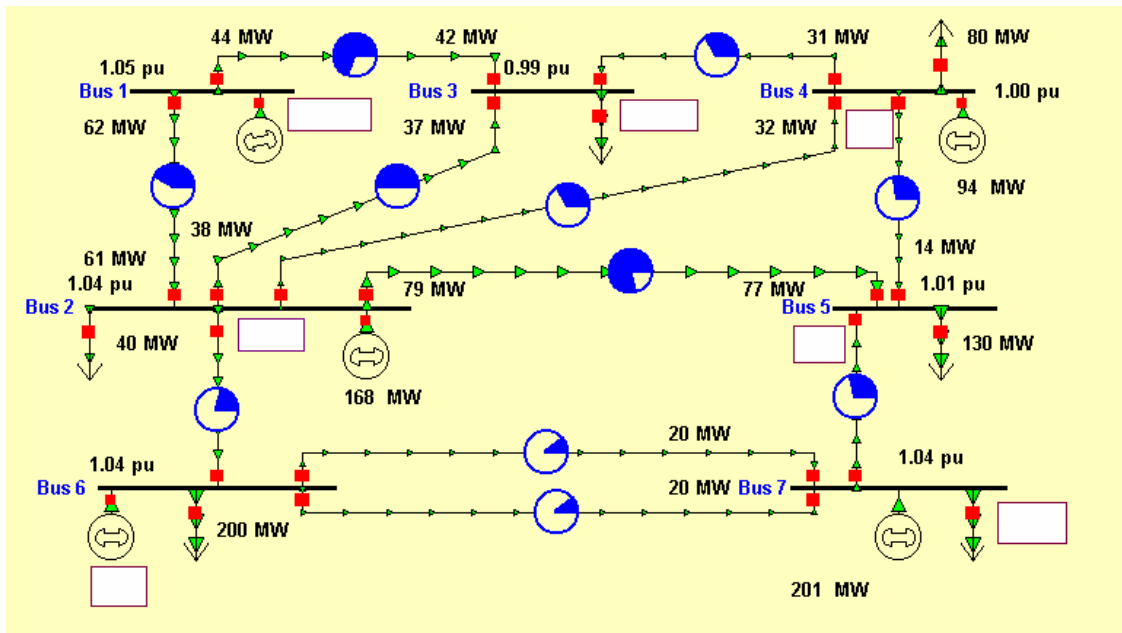 44 MW
42 MW
31 MW
80 MW
1.05 pu
0.99 pu
Bus 1
Bus 3
Bus 4
1.00 pu
62 MW
37 MW
32 MW
94 MW
38 MW
14 MW
61 MW
1.04 pu
79 MW
77 MW
1.01 pu
Bus 2
Bus 5
40 MW
130 MW
168 MW
20 MW
1.04 pu
1.04 pu
Bus 6
20 MW
Bus 7
200 MW
201 MW